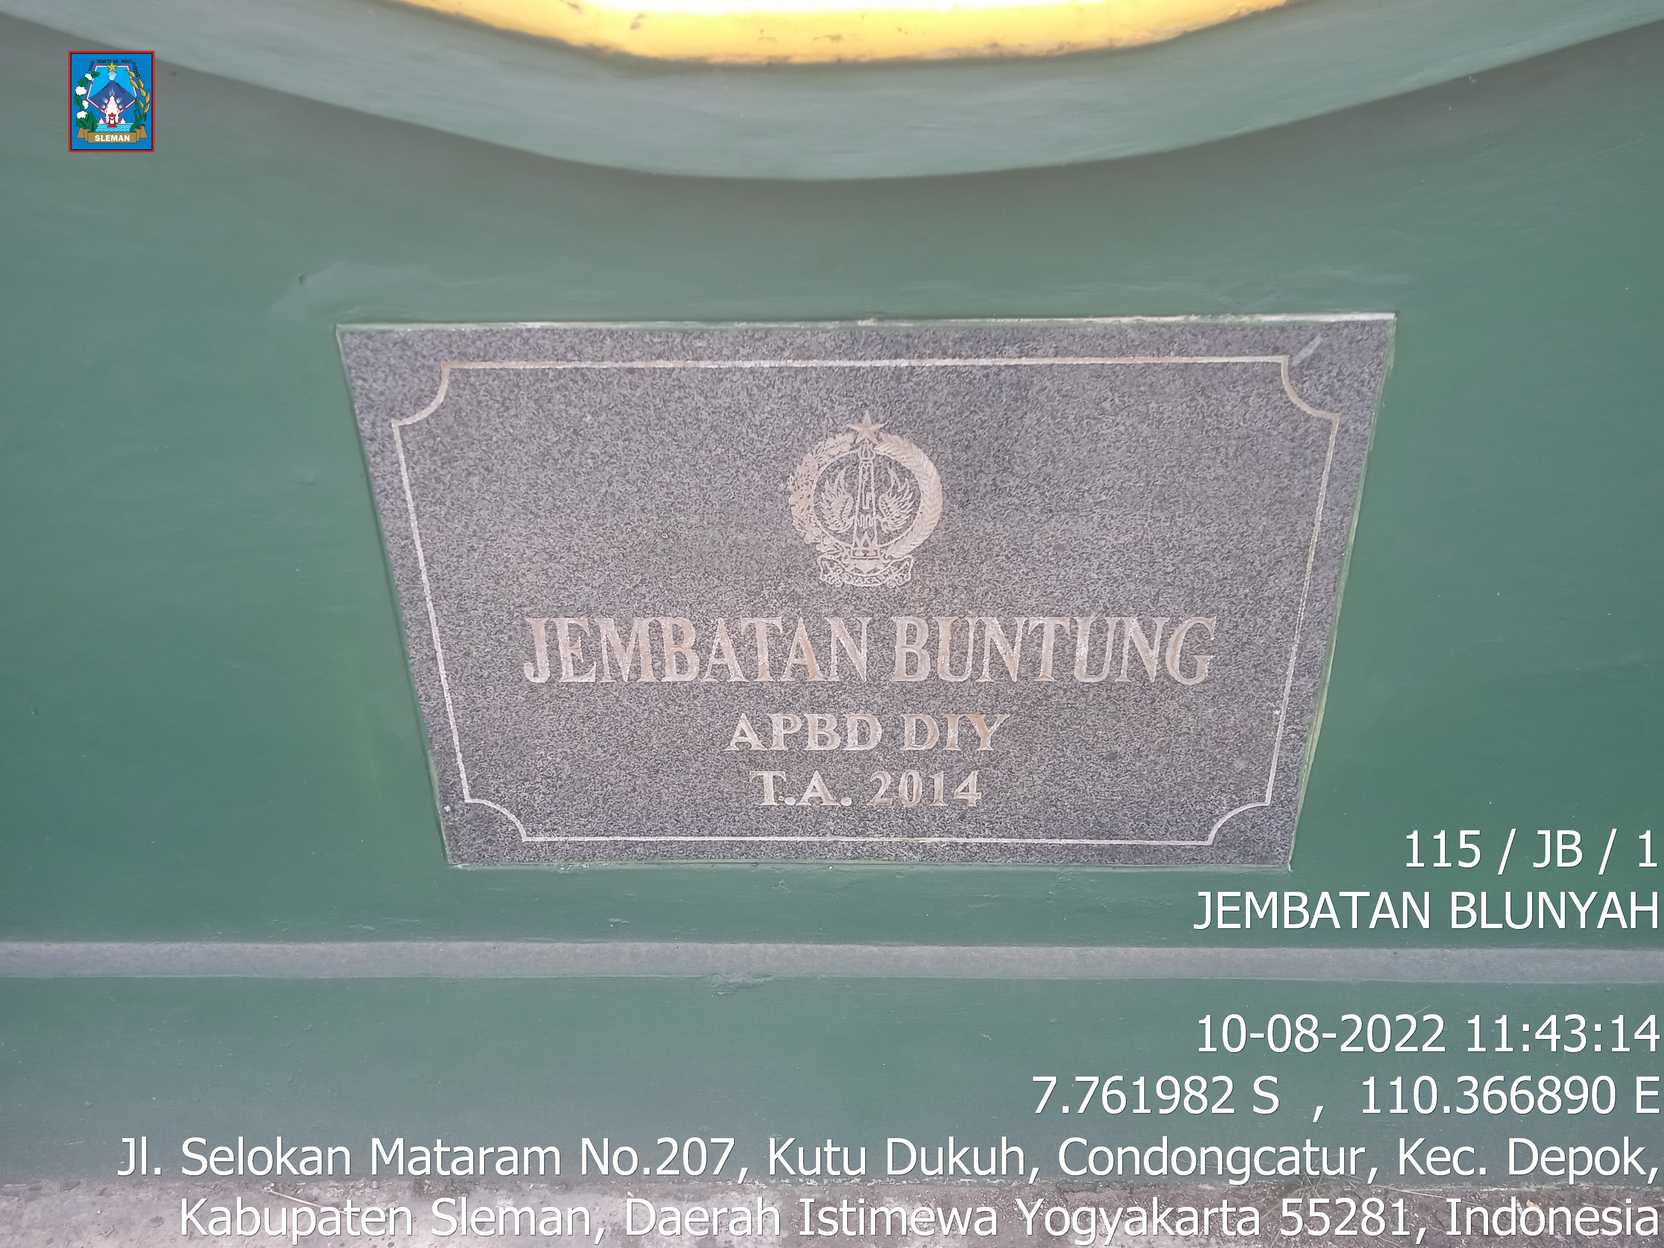 SLEMAN
JEMBATAN BUNTUNG
APBD DIY
T.A. 2014
115 / JB / 1
JEMBATAN BLUNYAH
10-08-2022 11:43:14
7.761982 S , 110.366890 E
Jl. Selokan Mataram No.207, Kutu Dukuh, Condongcatur, Kec. Depok,
Kabupaten Sleman, Daerah Istimewa Yogyakarta 55281, Indonesia